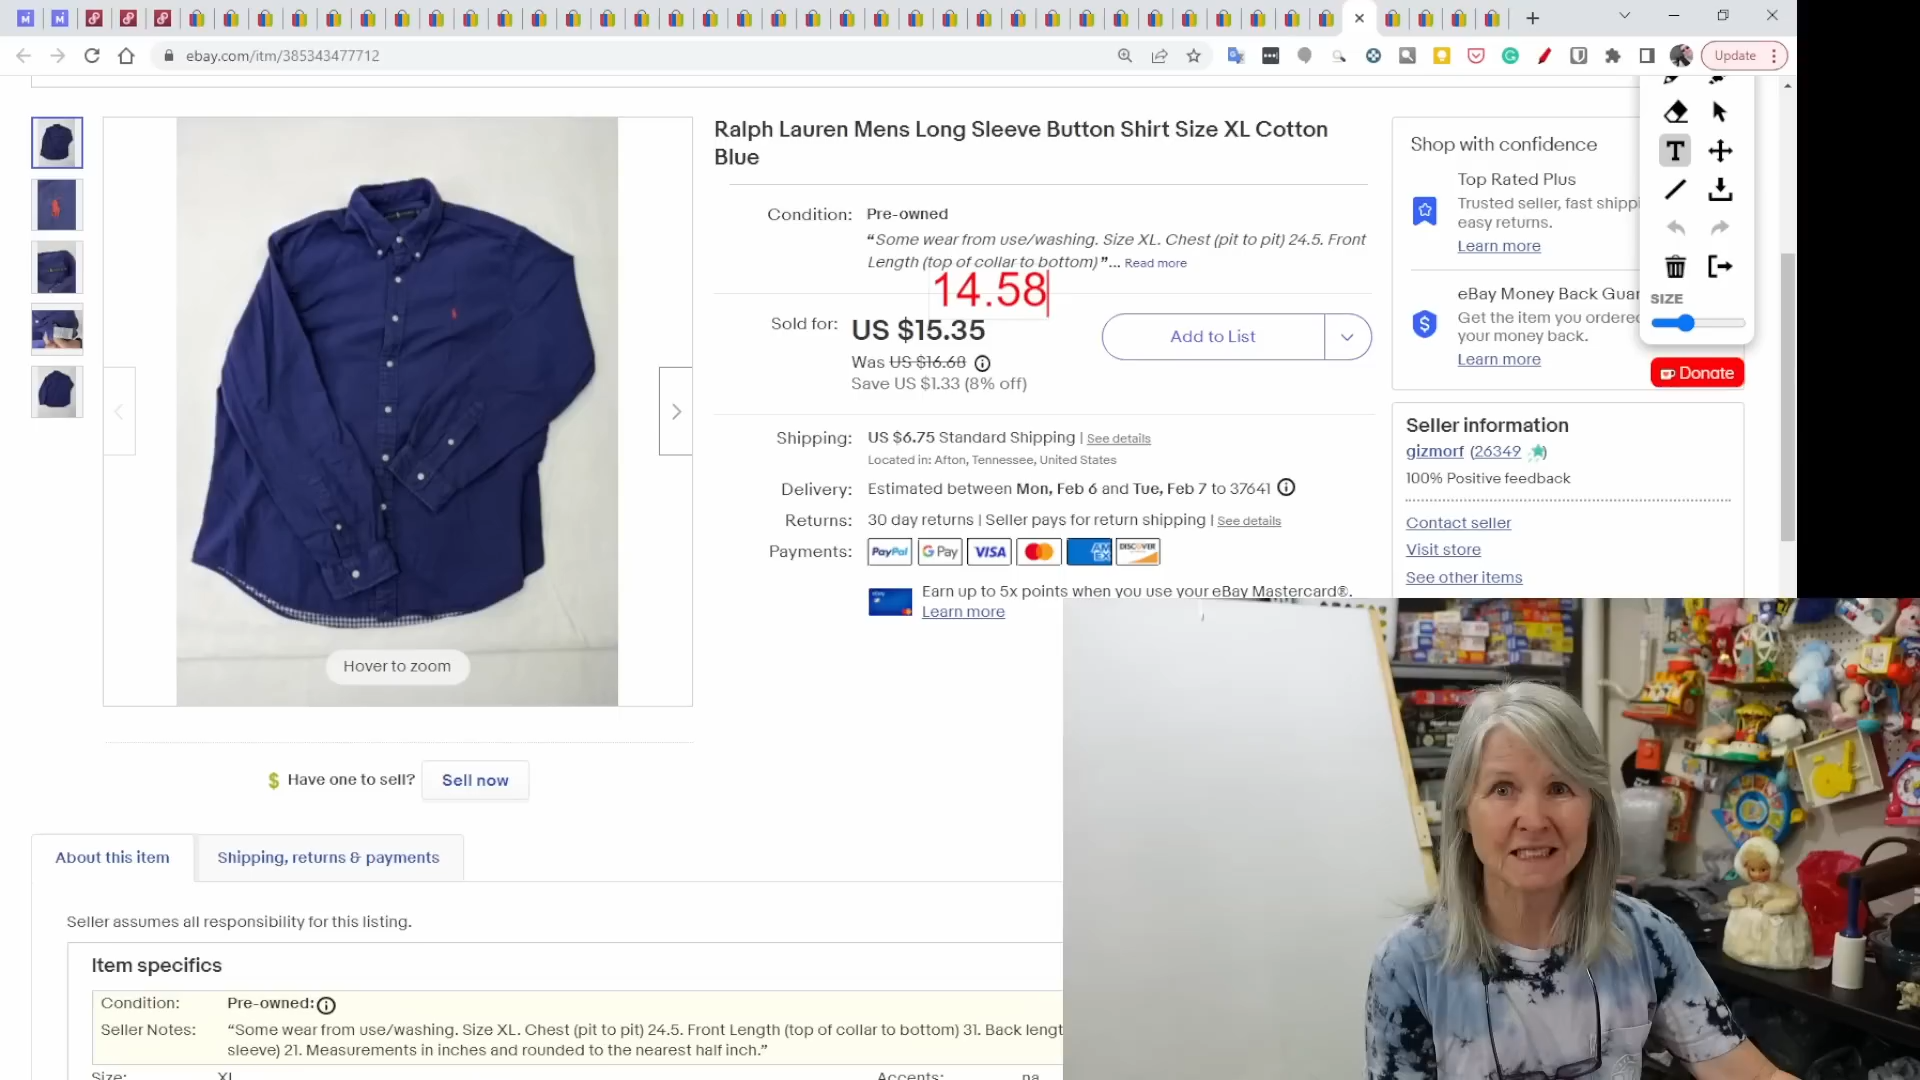 ebay.com/itm/385343477712
Update
Ralph Lauren Mens Long Sleeve Button Shirt Size XL Cotton
Blue
Condition: Pre-owned
“Some wear from use/washing. Size XL. Chest (pit to pit) 24.5. Front
Length (top of collar to bottom)”... Read more
14.58
Sold for: US $15.35
Was US $16.68
Save US $1.33 (8% off)
Add to List
Shipping: US $6.75 Standard Shipping | See details
Located in: Afton, Tennessee, United States
Delivery: Estimated between Mon, Feb 6 and Tue, Feb 7 to 37641
Returns: 30 day returns | Seller pays for return shipping | See details
Payments: PayPal G Pay VISA AMEX DISCOVER
Earn up to 5x points when you use your eBay Mastercard®.
Learn more
Shop with confidence
Top Rated Plus
Trusted seller, fast shippi
easy returns.
Learn more
eBay Money Back Guar
Get the item you ordered
your money back.
Learn more
T
SIZE
Donate
Seller information
gizmorf (26349)
100% Positive feedback
Contact seller
Visit store
See other items
Hover to zoom
Have one to sell? Sell now
About this item
Shipping, returns & payments
Seller assumes all responsibility for this listing.
Item specifics
Condition: Pre-owned:
Seller Notes: “Some wear from use/washing. Size XL. Chest (pit to pit) 24.5. Front Length (top of collar to bottom) 31. Back lengt
sleeve) 21. Measurements in inches and rounded to the nearest half inch.”
Size: XL
Accents: na